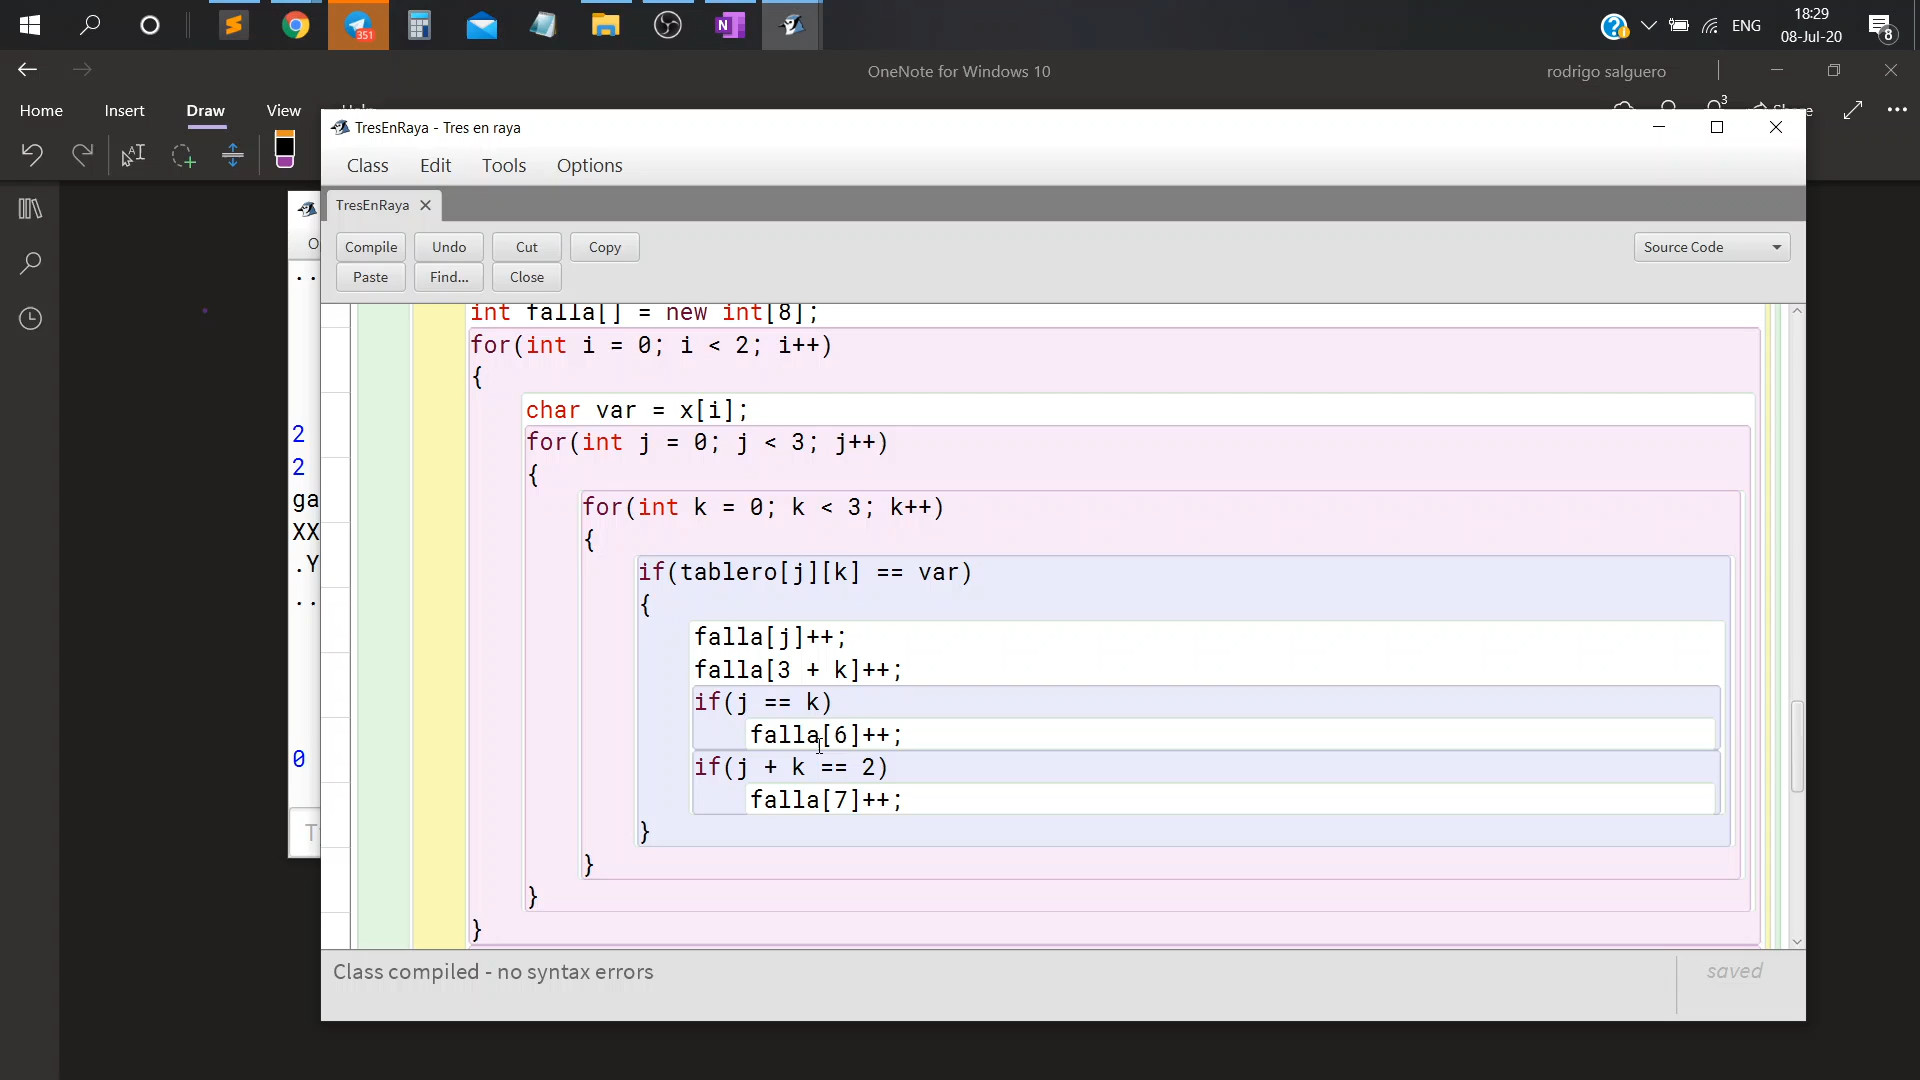 351
ENG
18:29
08-Jul-20
8
OneNote for Windows 10
rodrigo salguero
Home
Insert
Draw
View
3
Share
TresEnRaya - Tres en raya
Class
Edit
Tools
Options
TresEnRaya
Compile
Undo
Cut
Copy
Paste
Find...
Close
Source Code
int falla[] = new int[8];
for(int i = 0; i < 2; i++)
{
char var = x[i];
for(int j = 0; j < 3; j++)
{
for(int k = 0; k < 3; k++)
{
if(tablero[j][k] == var)
{
falla[j]++;
falla[3 + k]++;
if(j == k)
falla[6]++;
if(j + k == 2)
falla[7]++;
}
}
}
}
O
..
2
2
ga
XX
.Y
..
0
T
Class compiled - no syntax errors
saved